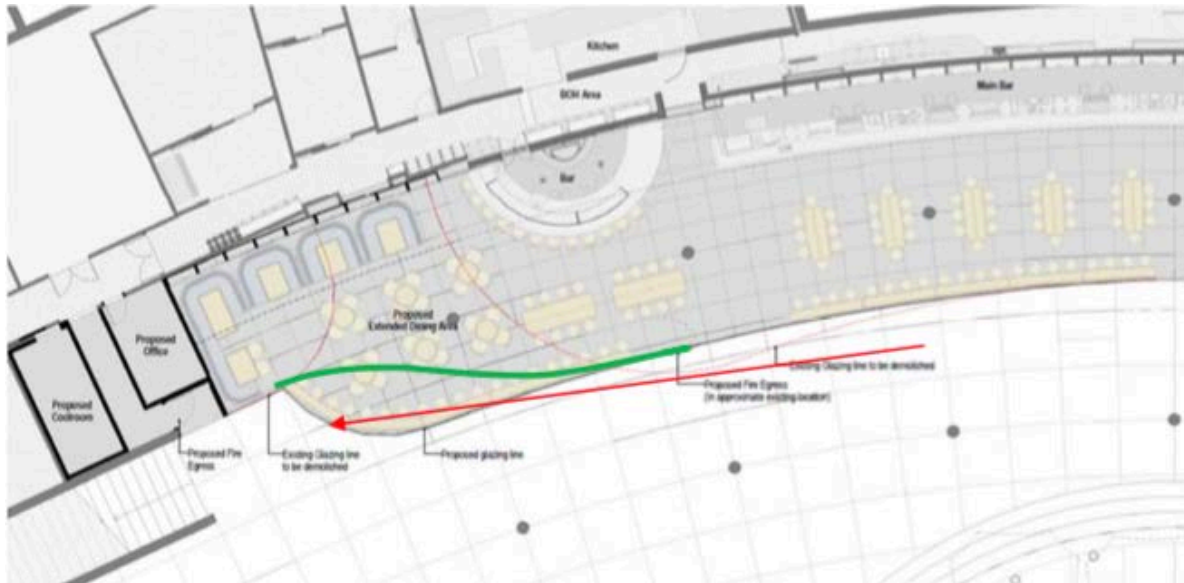 Kitchen
BOH Area
Main Bar
Bar
Proposed
Extended Dining Area
Proposed
Office
Proposed
Coolroom
Proposed Fire
Egress
Existing Glazing line
to be demolished
Proposed glazing line
Proposed Fire Egress
(in approximate existing location)
Existing Glazing line to be demolished